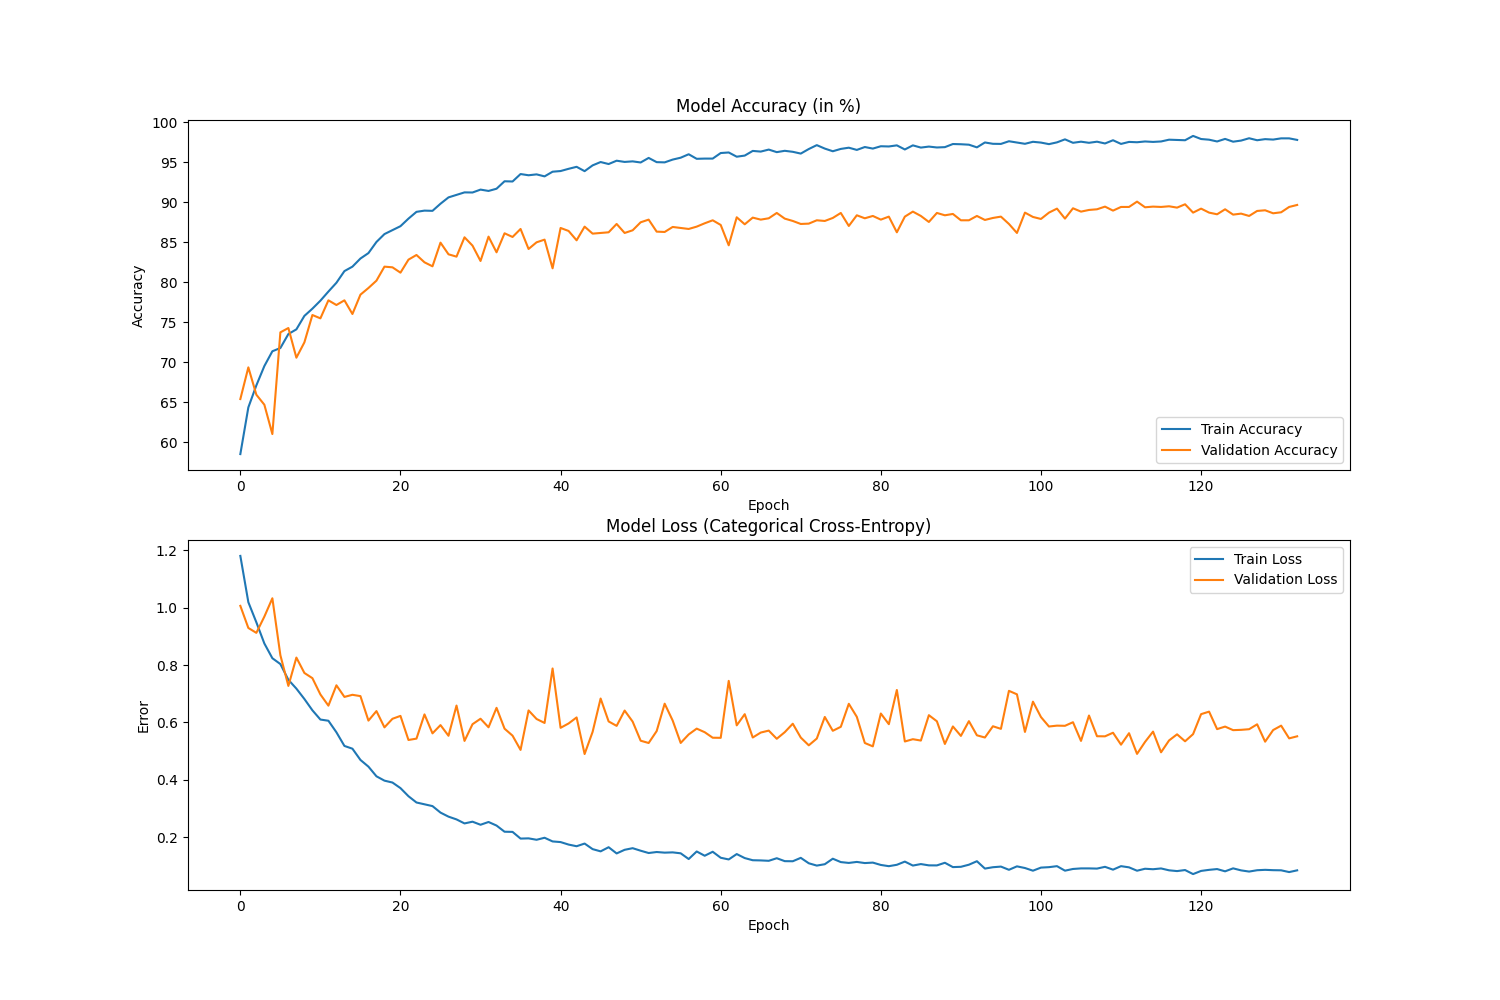 Model Accuracy (in %)
100
95
90
85
80
75
70
65
60
Accuracy
Train Accuracy
Validation Accuracy
0 20 40 60 80 100 120
Epoch
Model Loss (Categorical Cross-Entropy)
1.2
1.0
0.8
0.6
0.4
0.2
Error
Train Loss
Validation Loss
0 20 40 60 80 100 120
Epoch